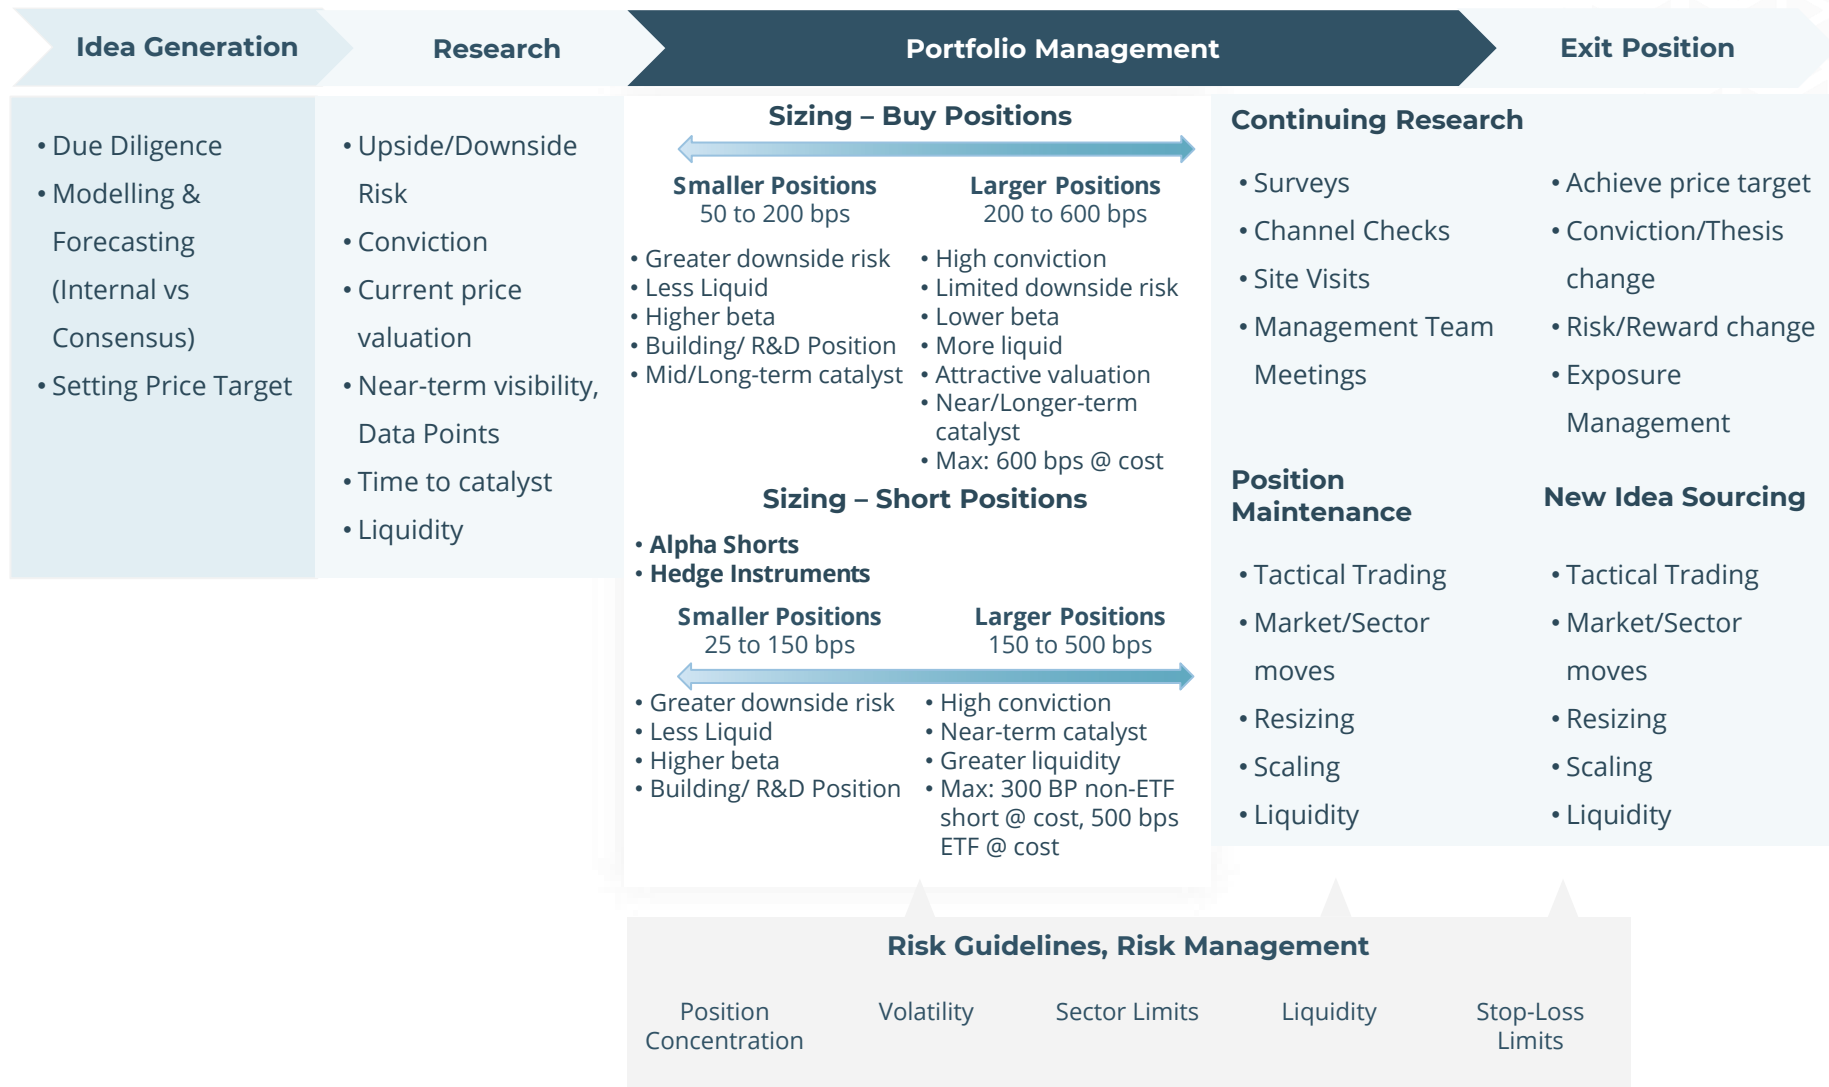 Idea Generation
Research
Portfolio Management
Exit Position
• Due Diligence
• Modelling &
Forecasting
(Internal vs
Consensus)
• Setting Price Target
• Upside/Downside
Risk
• Conviction
• Current price
valuation
• Near-term visibility,
Data Points
• Time to catalyst
• Liquidity
Sizing – Buy Positions
Smaller Positions
50 to 200 bps
• Greater downside risk
• Less Liquid
• Higher beta
• Building/ R&D Position
• Mid/Long-term catalyst
Larger Positions
200 to 600 bps
• High conviction
• Limited downside risk
• Lower beta
• More liquid
• Attractive valuation
• Near/Longer-term
catalyst
• Max: 600 bps @ cost
Sizing – Short Positions
• Alpha Shorts
• Hedge Instruments
Smaller Positions
25 to 150 bps
• Greater downside risk
• Less Liquid
• Higher beta
• Building/ R&D Position
Larger Positions
150 to 500 bps
• High conviction
• Near-term catalyst
• Greater liquidity
• Max: 300 BP non-ETF
short @ cost, 500 bps
ETF @ cost
Continuing Research
• Surveys
• Channel Checks
• Site Visits
• Management Team
Meetings
Position
Maintenance
• Tactical Trading
• Market/Sector
moves
• Resizing
• Scaling
• Liquidity
• Achieve price target
• Conviction/Thesis
change
• Risk/Reward change
• Exposure
Management
New Idea Sourcing
• Tactical Trading
• Market/Sector
moves
• Resizing
• Scaling
• Liquidity
Risk Guidelines, Risk Management
Position
Concentration
Volatility
Sector Limits
Liquidity
Stop-Loss
Limits